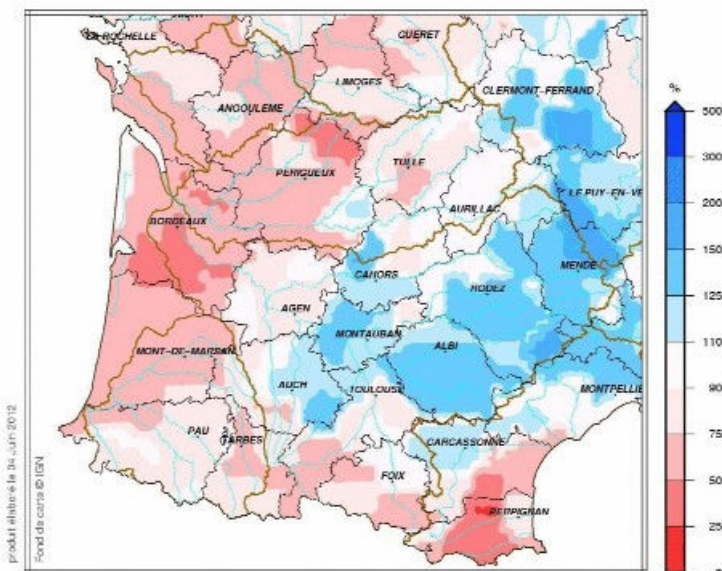 LA ROCHELLE
GUERET
LIMOGES
CLERMONT-FERRAND
ANGOULEME
PERIGUEUX
TULLE
LE PUY-EN-VE
AURILLAC
BORDEAUX
CAHORS
MENDE
RODEZ
AGEN
MONTAUBAN
ALBI
MONT-DE-MARSAN
AUCH
TOULOUSE
MONTPELLIE
PAU
TARBES
CARCASSONNE
FOIX
PERPIGNAN
%
500
300
200
150
125
110
90
75
50
25
0
produit élaboré le 04 Juin 2012
Fond de carte © IGN